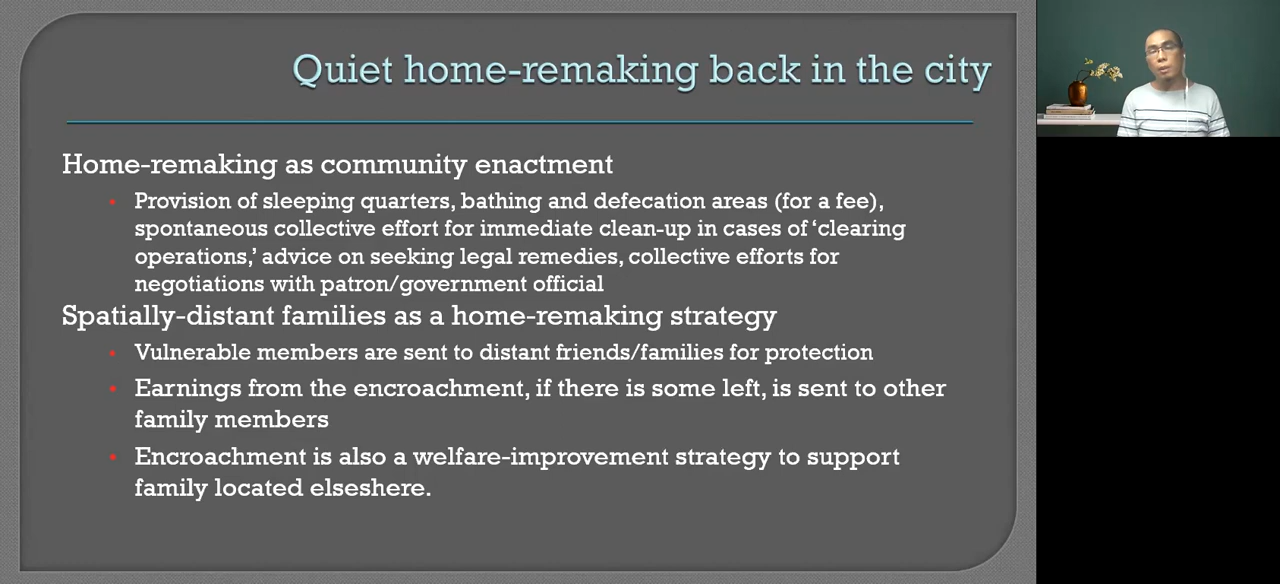 Quiet home-remaking back in the city
Home-remaking as community enactment
• Provision of sleeping quarters, bathing and defecation areas (for a fee),
spontaneous collective effort for immediate clean-up in cases of ‘clearing
operations,’ advice on seeking legal remedies, collective efforts for
negotiations with patron/government official
Spatially-distant families as a home-remaking strategy
• Vulnerable members are sent to distant friends/families for protection
• Earnings from the encroachment, if there is some left, is sent to other
family members
• Encroachment is also a welfare-improvement strategy to support
family located elseshere.